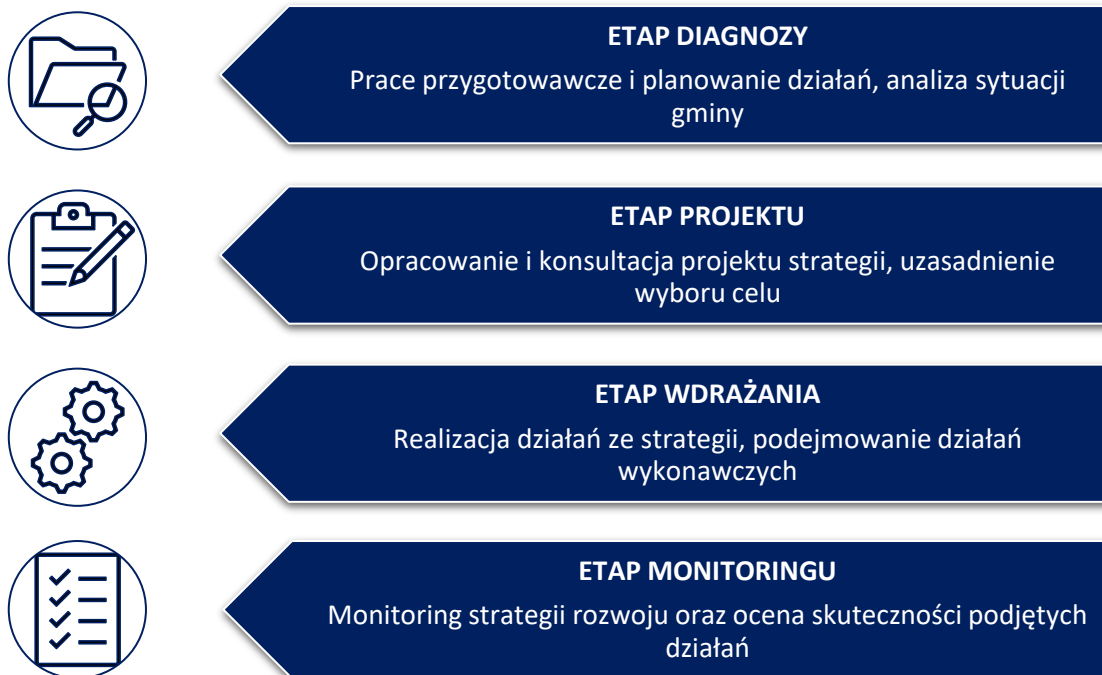 ETAP DIAGNOZY
Prace przygotowawcze i planowanie działań, analiza sytuacji
gminy
ETAP PROJEKTU
Opracowanie i konsultacja projektu strategii, uzasadnienie
wyboru celu
ETAP WDRAŻANIA
Realizacja działań ze strategii, podejmowanie działań
wykonawczych
ETAP MONITORINGU
Monitoring strategii rozwoju oraz ocena skuteczności podjętych
działań